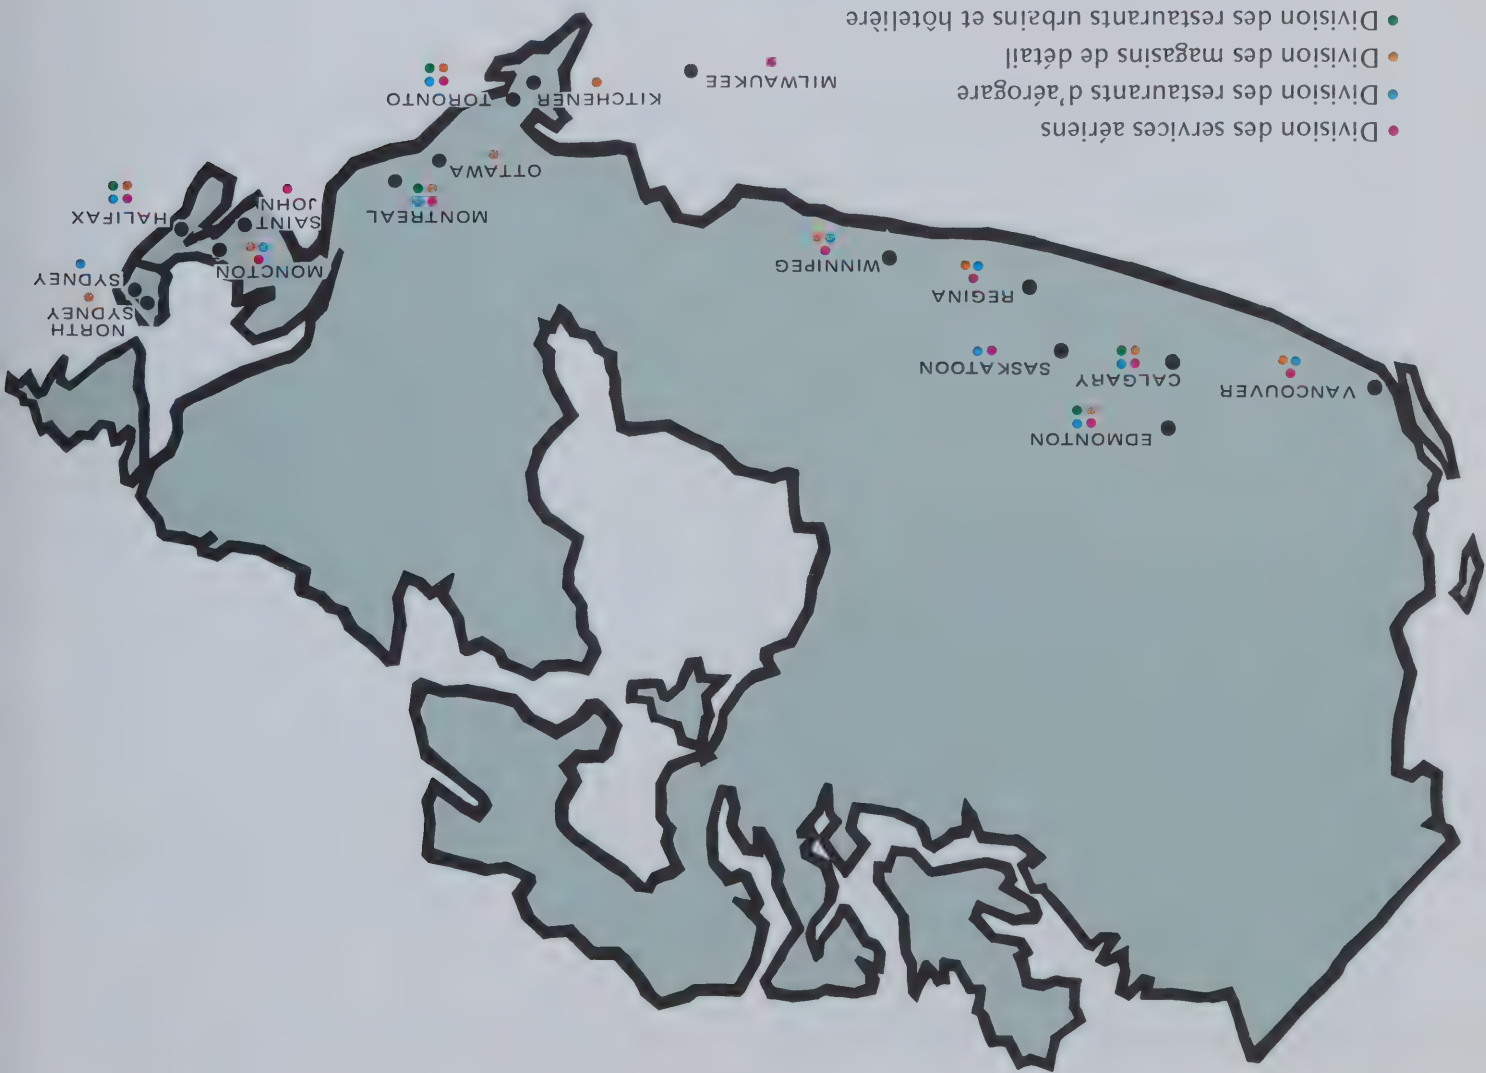 EDMONTON
VANCOUVER
CALGARY
SASKATOON
NORTH
SYDNEY
REGINA
SYDNEY
WINNIPEG
MONCTON
SAINT
JOHN
MONTREAL
HALIFAX
OTTAWA
TORONTO
KITCHENER
MILWAUKEE
• Division des services aériens
• Division des restaurants d'aérogare
• Division des magasins de détail
• Division des restaurants urbains et hôtelière